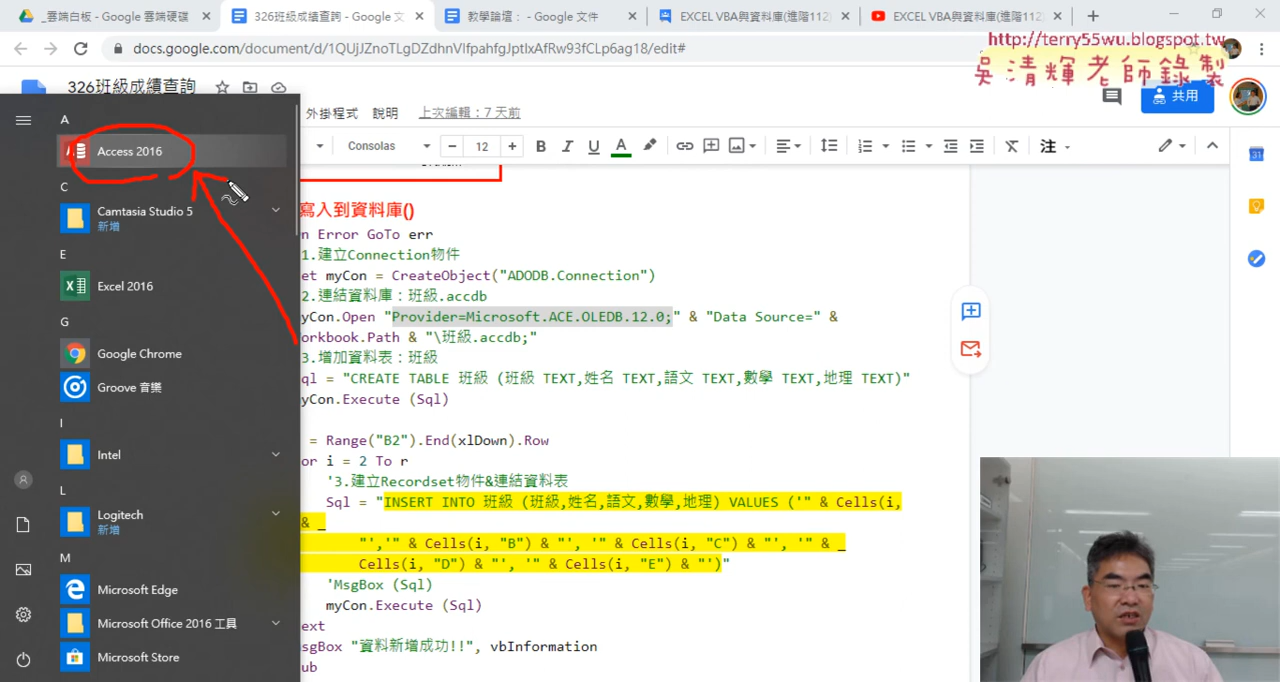 _雲端白板 - Google 雲端硬碟
326班級成績查詢 - Google 文
教學論壇： - Google 文件
EXCEL VBA與資料庫(進階112)
EXCEL VBA與資料庫(進階112)
docs.google.com/document/d/1QUjJZnoTLgDZdhnVlfpahfgJptlxAfRw93fCLp6ag18/edit#
http://terry55wu.blogspot.tw
吳清輝老師錄製
326班級成績查詢
共用
外掛程式 說明 上次編輯：7 天前
Consolas
12
B I U A
注
31
A
Access 2016
C
Camtasia Studio 5
新增
E
Excel 2016
G
Google Chrome
Groove 音樂
I
Intel
L
Logitech
新增
M
Microsoft Edge
Microsoft Office 2016 工具
Microsoft Store
寫入到資料庫()
n Error GoTo err
1.建立Connection物件
et myCon = CreateObject("ADODB.Connection")
2.連結資料庫：班級.accdb
yCon.Open "Provider=Microsoft.ACE.OLEDB.12.0;" & "Data Source=" &
orkbook.Path & "\班級.accdb;"
3.增加資料表：班級
ql = "CREATE TABLE 班級 (班級 TEXT,姓名 TEXT,語文 TEXT,數學 TEXT,地理 TEXT)"
yCon.Execute (Sql)
= Range("B2").End(xlDown).Row
or i = 2 To r
'3.建立Recordset物件&連結資料表
Sql = "INSERT INTO 班級 (班級,姓名,語文,數學,地理) VALUES ('" & Cells(i,
& _
"','" & Cells(i, "B") & "', '" & Cells(i, "C") & "', '" & _
Cells(i, "D") & "', '" & Cells(i, "E") & "')"
'MsgBox (Sql)
myCon.Execute (Sql)
ext
sgBox "資料新增成功!!", vbInformation
ub